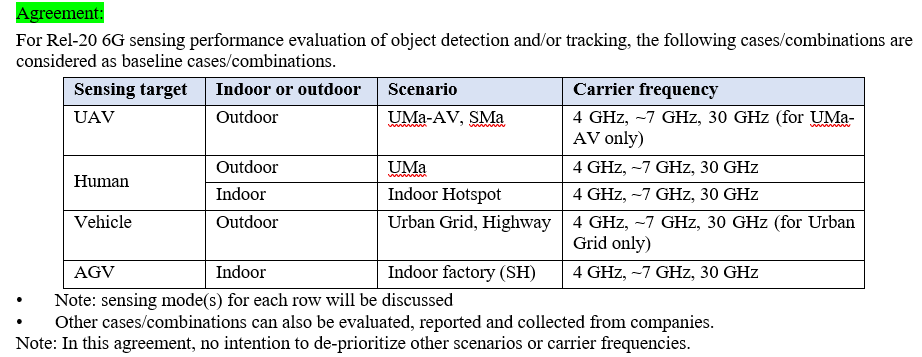 Agreement:
For Rel-20 6G sensing performance evaluation of object detection and/or tracking, the following cases/combinations are
considered as baseline cases/combinations.
Sensing target Indoor or outdoor Scenario Carrier frequency
UAV Outdoor UMa-AV, SMa 4 GHz, ~7 GHz, 30 GHz (for UMa-
AV only)
Human
Outdoor UMa 4 GHz, ~7 GHz, 30 GHz
Indoor Indoor Hotspot 4 GHz, ~7 GHz, 30 GHz
Vehicle Outdoor Urban Grid, Highway 4 GHz, ~7 GHz, 30 GHz (for Urban
Grid only)
AGV Indoor Indoor factory (SH) 4 GHz, ~7 GHz, 30 GHz
• Note: sensing mode(s) for each row will be discussed
• Other cases/combinations can also be evaluated, reported and collected from companies.
Note: In this agreement, no intention to de-prioritize other scenarios or carrier frequencies.